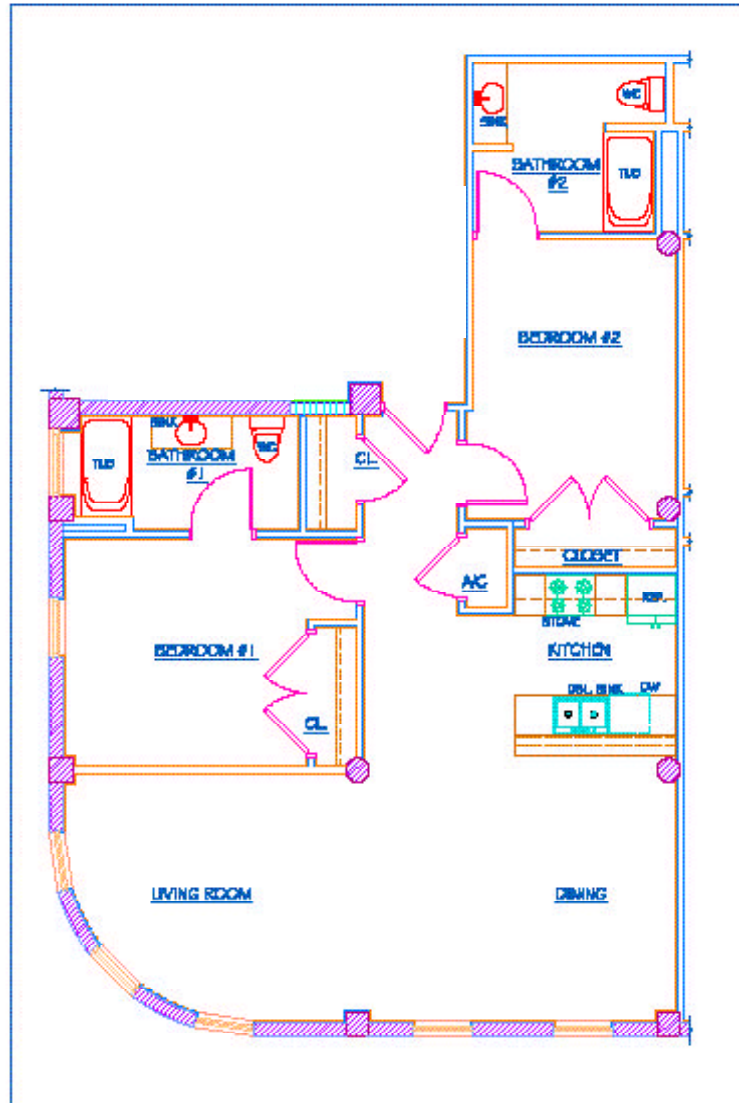 WC
SINK
BATHROOM
#2
TUB
BEDROOM #2
SINK
BATHROOM
#1
WC
TUB
CL.
A/C
CLOSET
REF.
STOVE
KITCHEN
BEDROOM #1
DBL. SINK
DW
CL.
LIVING ROOM
DINING